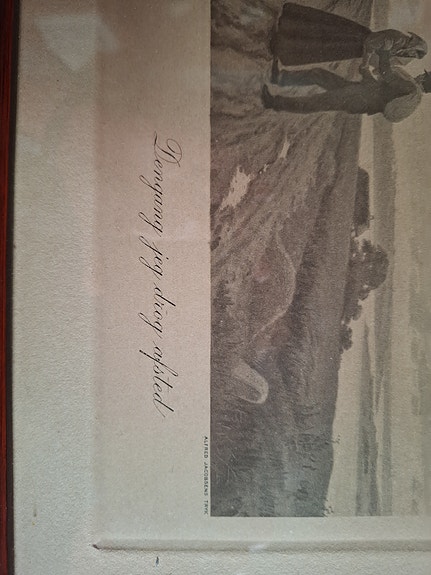 ALFRED JACOBSENS TRYK
Dengang jeg drog afsted